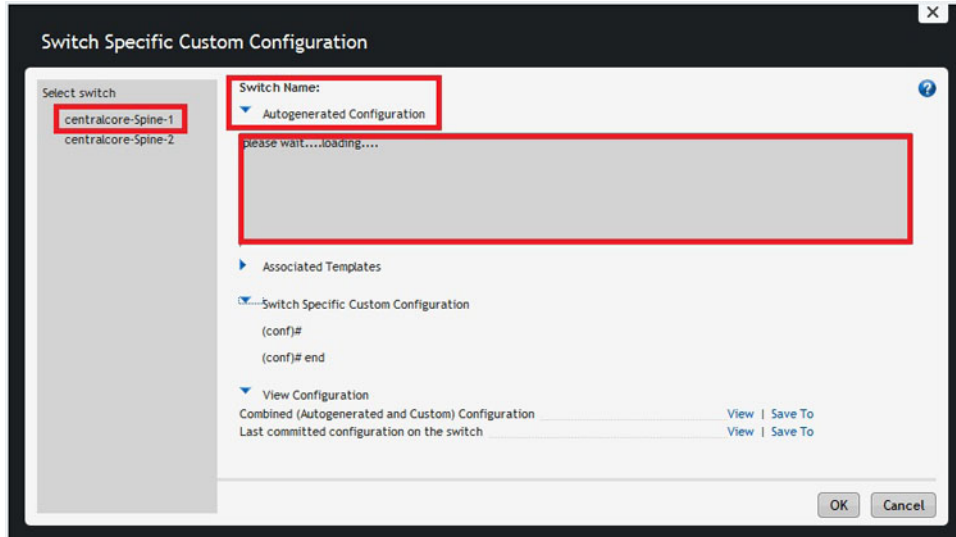 Switch Specific Custom Configuration
Select switch
centralcore-Spine-1
centralcore-Spine-2
Switch Name:
Autogenerated Configuration
please wait....loading....
Associated Templates
Switch Specific Custom Configuration
(conf)#
(conf)# end
View Configuration
Combined (Autogenerated and Custom) Configuration View | Save To
Last committed configuration on the switch View | Save To
OK Cancel